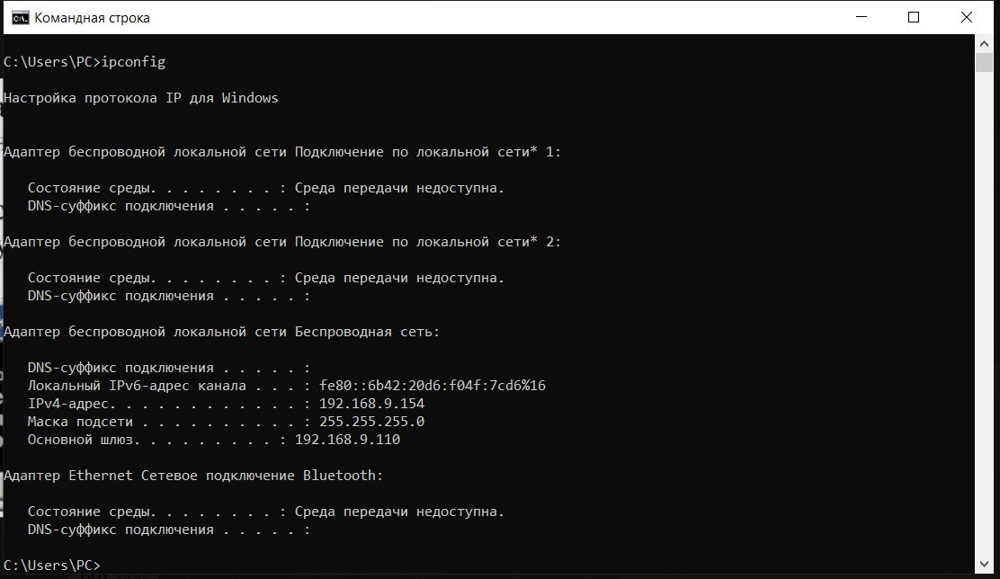 Командная строка
C:\Users\PC>ipconfig
Настройка протокола IP для Windows
Адаптер беспроводной локальной сети Подключение по локальной сети* 1:
Состояние среды. . . . . . . . : Среда передачи недоступна.
DNS-суффикс подключения . . . . . :
Адаптер беспроводной локальной сети Подключение по локальной сети* 2:
Состояние среды. . . . . . . . : Среда передачи недоступна.
DNS-суффикс подключения . . . . . :
Адаптер беспроводной локальной сети Беспроводная сеть:
DNS-суффикс подключения . . . . . :
Локальный IPv6-адрес канала . . . : fe80::6b42:20d6:f04f:7cd6%16
IPv4-адрес. . . . . . . . . . . . : 192.168.9.154
Маска подсети . . . . . . . . . . : 255.255.255.0
Основной шлюз. . . . . . . . . : 192.168.9.110
Адаптер Ethernet Сетевое подключение Bluetooth:
Состояние среды. . . . . . . . : Среда передачи недоступна.
DNS-суффикс подключения . . . . . :
C:\Users\PC>